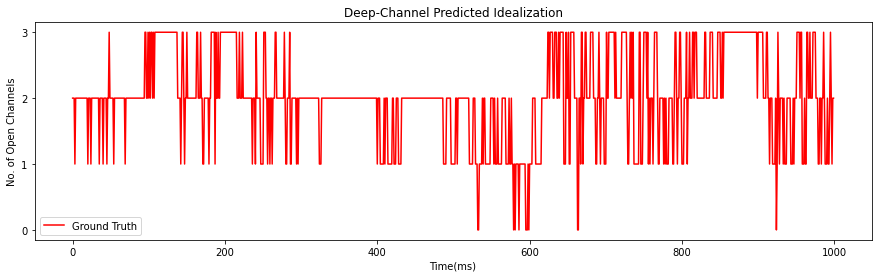 Deep-Channel Predicted Idealization
No. of Open Channels
3
2
1
0
Ground Truth
0 200 400 600 800 1000
Time(ms)